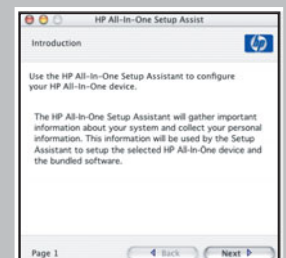 HP All-In-One Setup Assist
Introduction
hp
Use the HP All-In-One Setup Assistant to configure
your HP All-In-One device.
The HP All-In-One Setup Assistant will gather important
information about your system and collect your personal
information. This information will be used by the Setup
Assistant to setup the selected HP All-In-One device and
the bundled software.
Page 1
Back
Next